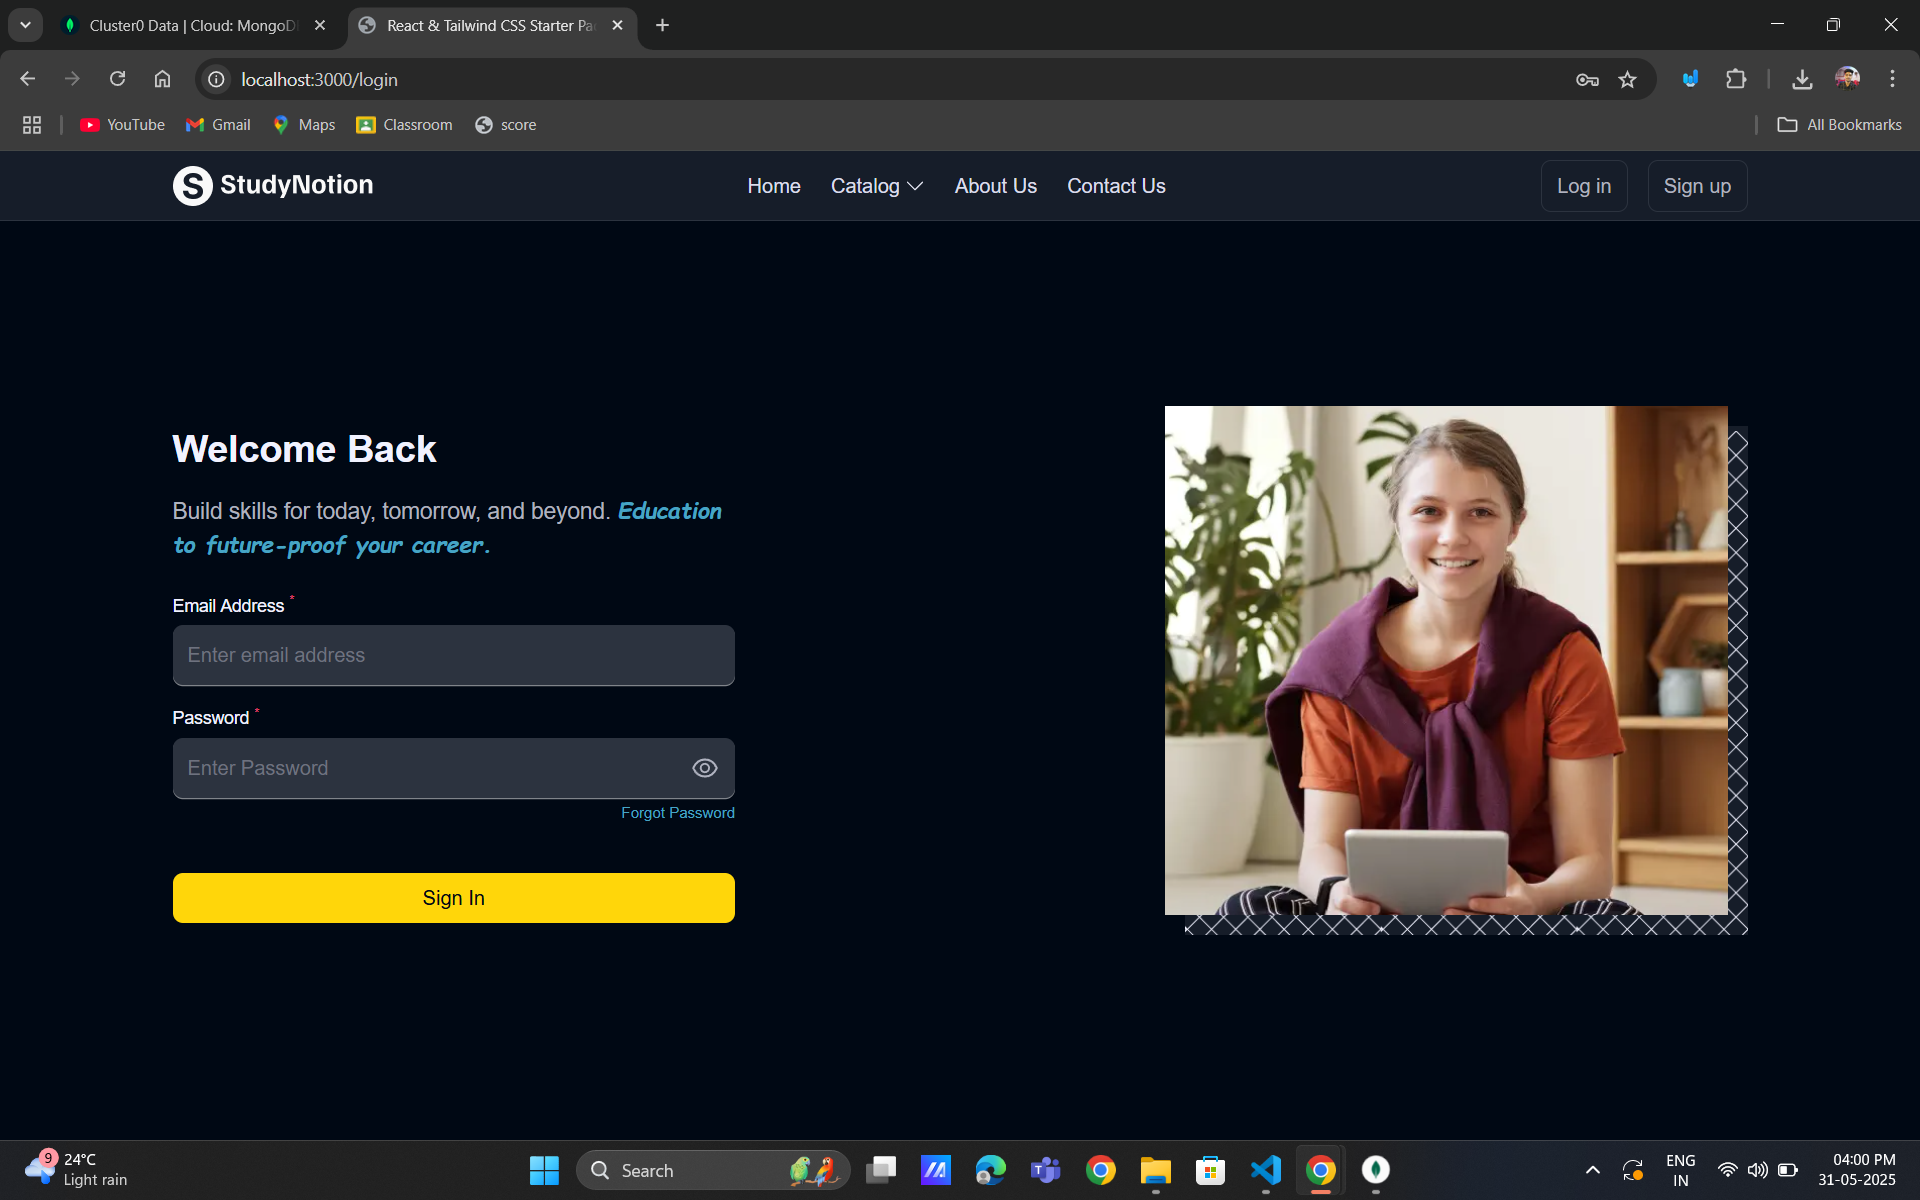 Cluster0 Data | Cloud: MongoD
React & Tailwind CSS Starter Pa
localhost:3000/login
YouTube
Gmail
Maps
Classroom
score
All Bookmarks
StudyNotion
Home
Catalog
About Us
Contact Us
Log in
Sign up
Welcome Back
Build skills for today, tomorrow, and beyond. Education
to future-proof your career.
Email Address *
Enter email address
Password *
Enter Password
Forgot Password
Sign In
9
24°C
Light rain
Search
ENG
IN
04:00 PM
31-05-2025